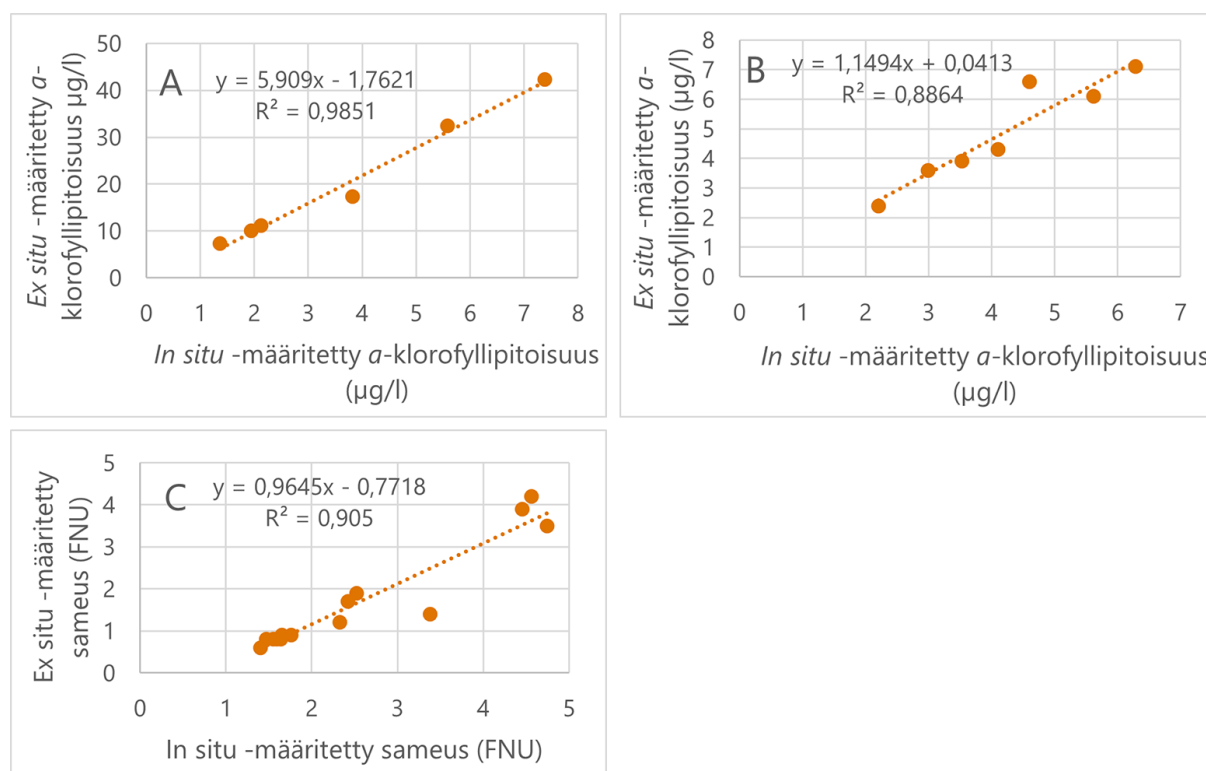 A
y = 5,909x - 1,7621
R² = 0,9851
Ex situ -määritetty a-
klorofyllipitoisuus µg/l)
50
40
30
20
10
0
0 1 2 3 4 5 6 7 8
In situ -määritetty a-klorofyllipitoisuus
(µg/l)
B
y = 1,1494x + 0,0413
R² = 0,8864
Ex situ -määritetty a-
klorofyllipitoisuus (µg/l)
8
7
6
5
4
3
2
1
0
0 1 2 3 4 5 6 7
In situ -määritetty a-klorofyllipitoisuus
(µg/l)
C
y = 0,9645x - 0,7718
R² = 0,905
Ex situ -määritetty
sameus (FNU)
5
4
3
2
1
0
0 1 2 3 4 5
In situ -määritetty sameus (FNU)